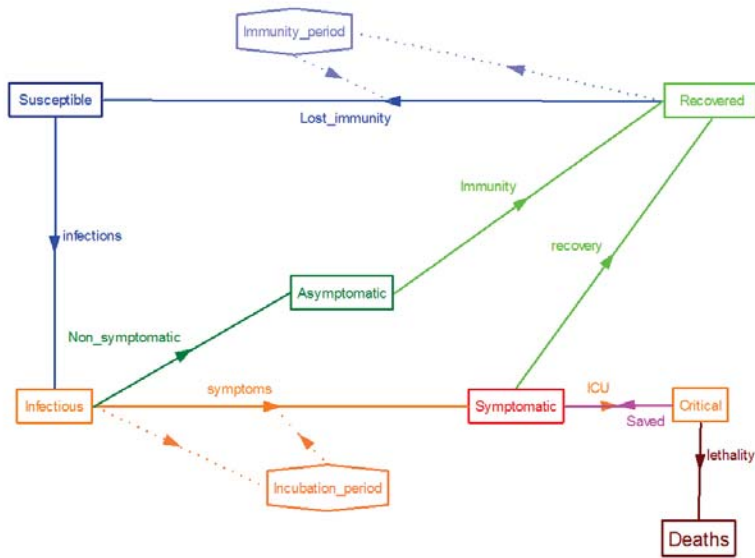 Immunity_period
Susceptible
Recovered
Lost_immunity
Immunity
infections
recovery
Asymptomatic
Non_symptomatic
symptoms
ICU
Infectious
Symptomatic
Critical
Saved
lethality
Incubation_period
Deaths